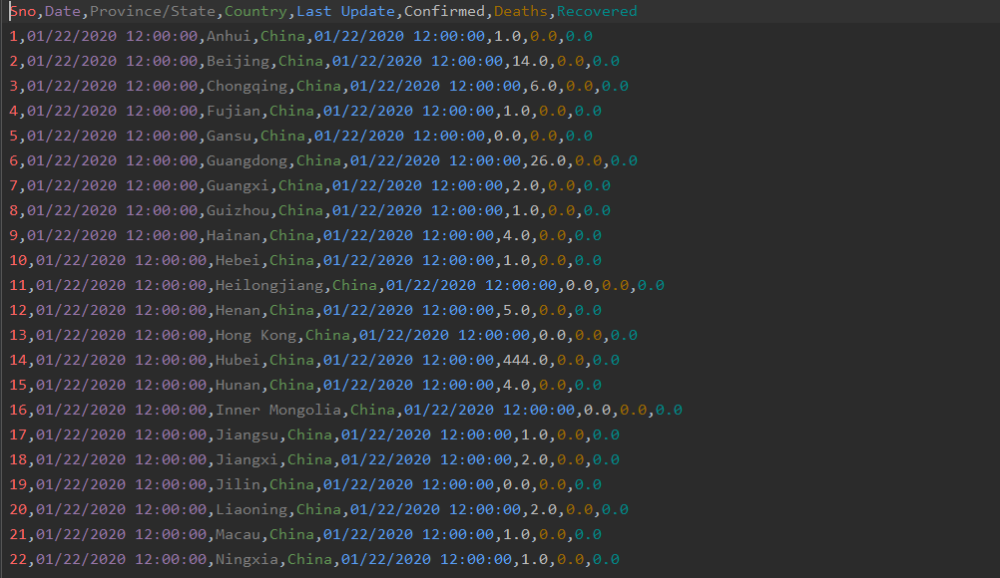 Sno,Date,Province/State,Country,Last Update,Confirmed,Deaths,Recovered
1,01/22/2020 12:00:00,Anhui,China,01/22/2020 12:00:00,1.0,0.0,0.0
2,01/22/2020 12:00:00,Beijing,China,01/22/2020 12:00:00,14.0,0.0,0.0
3,01/22/2020 12:00:00,Chongqing,China,01/22/2020 12:00:00,6.0,0.0,0.0
4,01/22/2020 12:00:00,Fujian,China,01/22/2020 12:00:00,1.0,0.0,0.0
5,01/22/2020 12:00:00,Gansu,China,01/22/2020 12:00:00,0.0,0.0,0.0
6,01/22/2020 12:00:00,Guangdong,China,01/22/2020 12:00:00,26.0,0.0,0.0
7,01/22/2020 12:00:00,Guangxi,China,01/22/2020 12:00:00,2.0,0.0,0.0
8,01/22/2020 12:00:00,Guizhou,China,01/22/2020 12:00:00,1.0,0.0,0.0
9,01/22/2020 12:00:00,Hainan,China,01/22/2020 12:00:00,4.0,0.0,0.0
10,01/22/2020 12:00:00,Hebei,China,01/22/2020 12:00:00,1.0,0.0,0.0
11,01/22/2020 12:00:00,Heilongjiang,China,01/22/2020 12:00:00,0.0,0.0,0.0
12,01/22/2020 12:00:00,Henan,China,01/22/2020 12:00:00,5.0,0.0,0.0
13,01/22/2020 12:00:00,Hong Kong,China,01/22/2020 12:00:00,0.0,0.0,0.0
14,01/22/2020 12:00:00,Hubei,China,01/22/2020 12:00:00,444.0,0.0,0.0
15,01/22/2020 12:00:00,Hunan,China,01/22/2020 12:00:00,4.0,0.0,0.0
16,01/22/2020 12:00:00,Inner Mongolia,China,01/22/2020 12:00:00,0.0,0.0,0.0
17,01/22/2020 12:00:00,Jiangsu,China,01/22/2020 12:00:00,1.0,0.0,0.0
18,01/22/2020 12:00:00,Jiangxi,China,01/22/2020 12:00:00,2.0,0.0,0.0
19,01/22/2020 12:00:00,Jilin,China,01/22/2020 12:00:00,0.0,0.0,0.0
20,01/22/2020 12:00:00,Liaoning,China,01/22/2020 12:00:00,2.0,0.0,0.0
21,01/22/2020 12:00:00,Macau,China,01/22/2020 12:00:00,1.0,0.0,0.0
22,01/22/2020 12:00:00,Ningxia,China,01/22/2020 12:00:00,1.0,0.0,0.0